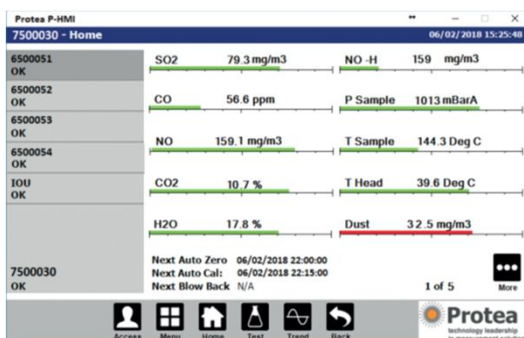 Protea P-HMI
7500030 - Home
06/02/2018 15:25:48
6500051
OK
6500052
OK
6500053
OK
6500054
OK
IOU
OK
7500030
OK
SO2 79.3 mg/m3
NO -H 159 mg/m3
CO 56.6 ppm
P Sample 1013 mBarA
NO 159.1 mg/m3
T Sample 144.3 Deg C
CO2 10.7 %
T Head 39.6 Deg C
H2O 17.8 %
Dust 32.5 mg/m3
Next Auto Zero 06/02/2018 22:00:00
Next Auto Cal: 06/02/2018 22:15:00
Next Blow Back N/A
1 of 5
More
Access Menu Home Test Trend Back
Protea
technology leadership
in measurement solutions